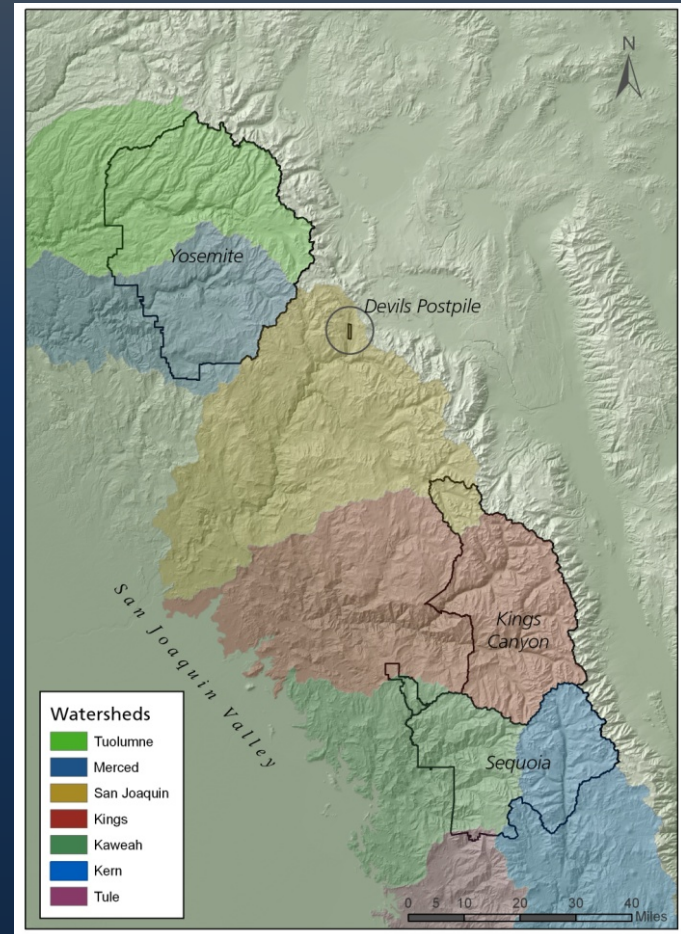 N
Yosemite
Devils Postpile
San Joaquin Valley
Kings
Canyon
Sequoia
Watersheds
Tuolumne
Merced
San Joaquin
Kings
Kaweah
Kern
Tule
0 5 10 20 30 40
Miles